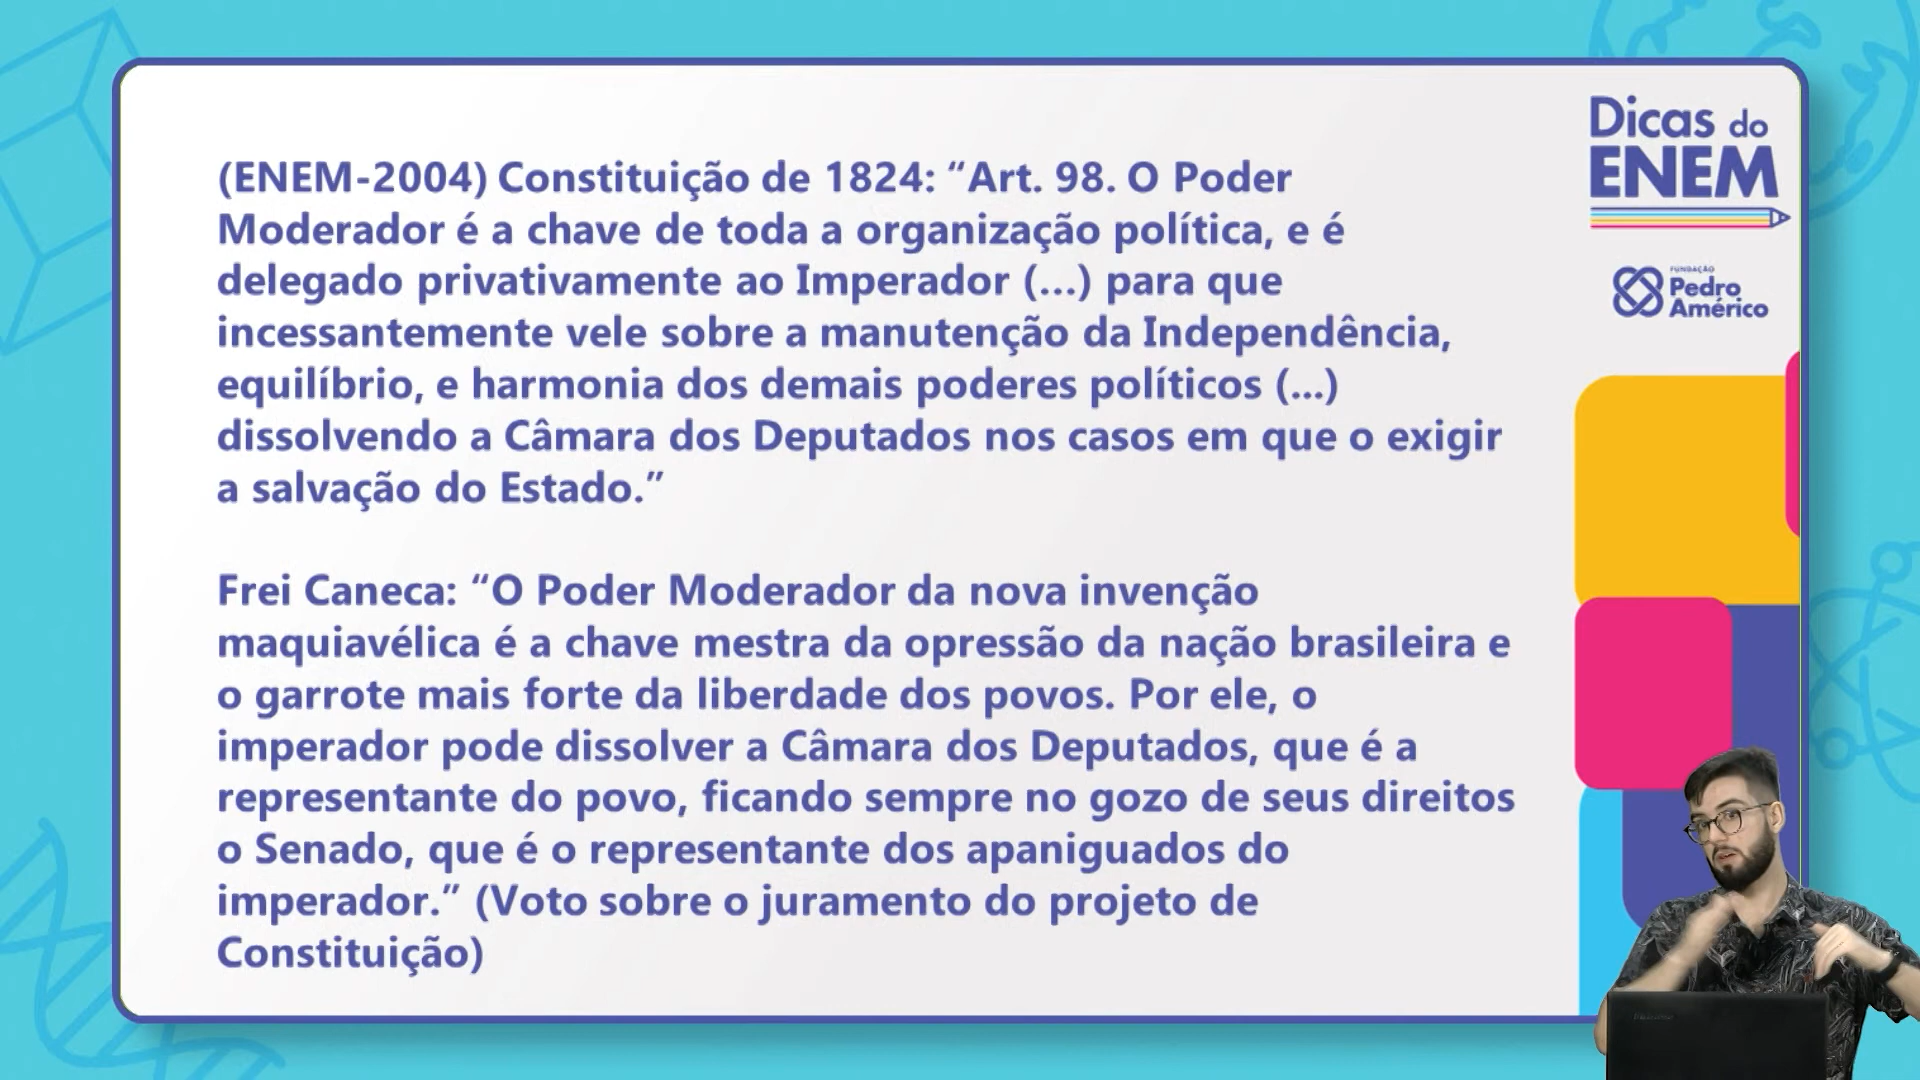 (ENEM-2004) Constituição de 1824: “Art. 98. O Poder
Moderador é a chave de toda a organização política, e é
delegado privativamente ao Imperador (...) para que
incessantemente vele sobre a manutenção da Independência,
equilíbrio, e harmonia dos demais poderes políticos (...)
dissolvendo a Câmara dos Deputados nos casos em que o exigir
a salvação do Estado.”
Frei Caneca: “O Poder Moderador da nova invenção
maquiavélica é a chave mestra da opressão da nação brasileira e
o garrote mais forte da liberdade dos povos. Por ele, o
imperador pode dissolver a Câmara dos Deputados, que é a
representante do povo, ficando sempre no gozo de seus direitos
o Senado, que é o representante dos apaniguados do
imperador.” (Voto sobre o juramento do projeto de
Constituição)
Dicas do
ENEM
FUNDAÇÃO
Pedro
Américo